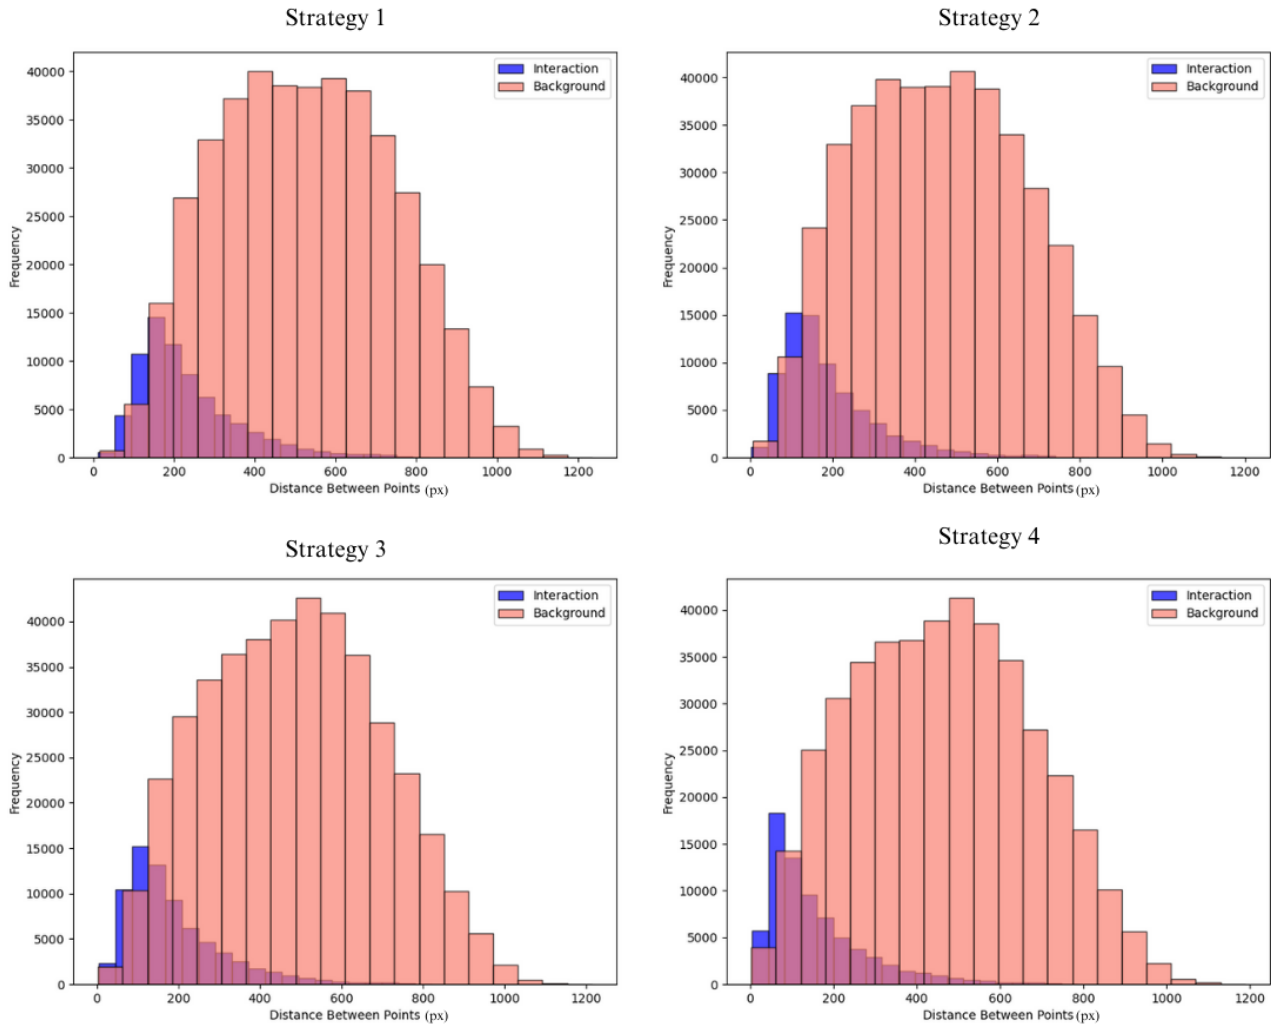 Strategy 1
Interaction
Background
Frequency
40000
35000
30000
25000
20000
15000
10000
5000
0
0 200 400 600 800 1000 1200
Distance Between Points (px)
Strategy 2
Interaction
Background
Frequency
40000
35000
30000
25000
20000
15000
10000
5000
0
0 200 400 600 800 1000 1200
Distance Between Points (px)
Strategy 3
Interaction
Background
Frequency
40000
35000
30000
25000
20000
15000
10000
5000
0
0 200 400 600 800 1000 1200
Distance Between Points (px)
Strategy 4
Interaction
Background
Frequency
40000
35000
30000
25000
20000
15000
10000
5000
0
0 200 400 600 800 1000 1200
Distance Between Points (px)